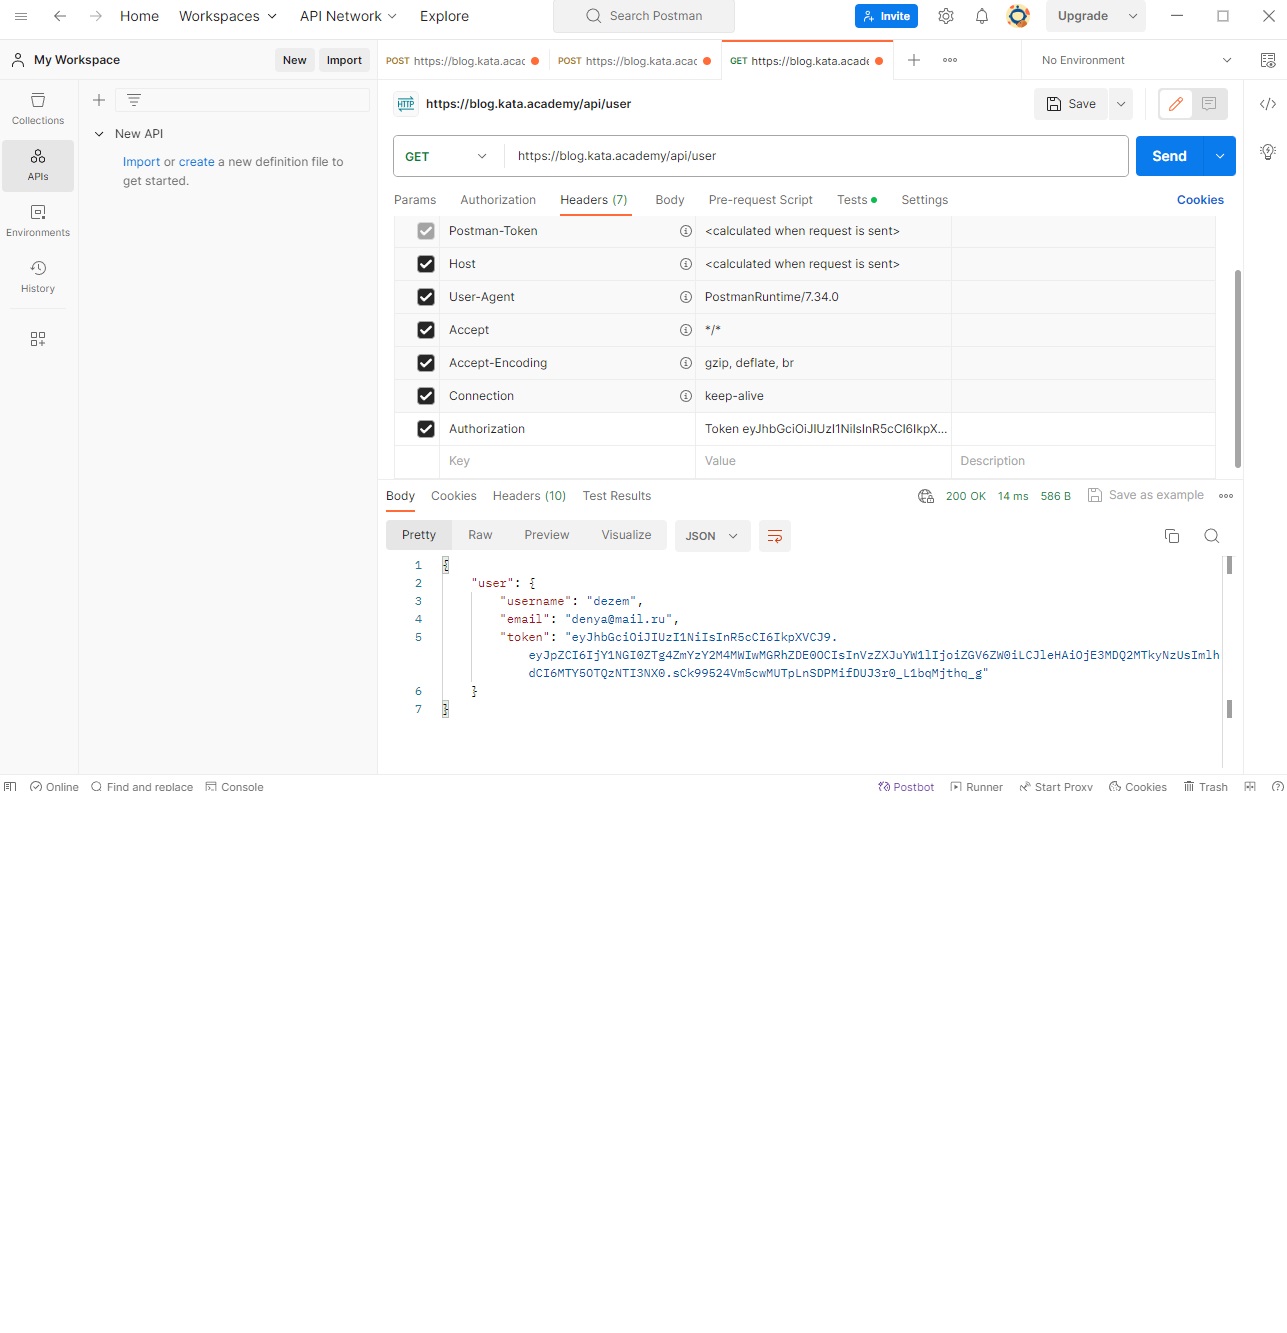 Home Workspaces API Network Explore Search Postman Invite Upgrade
My Workspace New Import POST https://blog.kata.acac POST https://blog.kata.acac GET https://blog.kata.acade No Environment
Collections
APIs
Environments
History
New API
Import or create a new definition file to
get started.
HTTP https://blog.kata.academy/api/user Save
GET https://blog.kata.academy/api/user Send
Params Authorization Headers (7) Body Pre-request Script Tests Settings Cookies
Postman-Token <calculated when request is sent>
Host <calculated when request is sent>
User-Agent PostmanRuntime/7.34.0
Accept */*
Accept-Encoding gzip, deflate, br
Connection keep-alive
Authorization Token eyJhbGciOiJIUzI1NiIsInR5cCI6IkpX...
Key Value Description
Body Cookies Headers (10) Test Results 200 OK 14 ms 586 B Save as example
Pretty Raw Preview Visualize JSON
1 {
2 "user": {
3 "username": "dezem",
4 "email": "denya@mail.ru",
5 "token": "eyJhbGciOiJIUzI1NiIsInR5cCI6IkpXVCJ9.
eyJpZCI6IjY1NGI0ZTg4ZmYzY2M4MWIwMGRhZDE0OCIsInVzZXJuYW1lIjoiZGV6ZW0iLCJleHAiOjE3MDQ2MTkyNzUsImlh
dCI6MTY5OTQzNTI3NX0.sCk99524Vm5cwMUTpLnSDPMifDUJ3r0_L1bqMjthq_g"
6 }
7 }
Online Find and replace Console Postbot Runner Start Proxy Cookies Trash